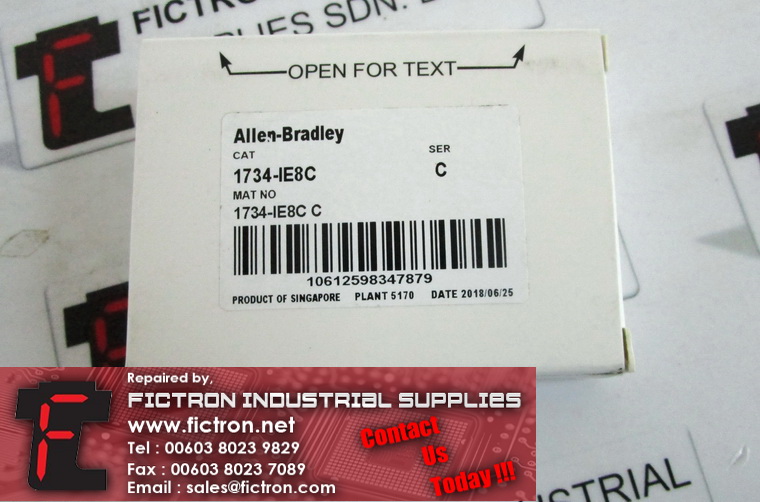 FICTRON
SUPPLIES SDN.
OPEN FOR TEXT
Allen-Bradley
CAT
SER
1734-IE8C
C
MAT NO
1734-IE8C C
10612598347879
PRODUCT OF SINGAPORE PLANT 5170 DATE 2018/06/25
Repaired by,
FICTRON INDUSTRIAL SUPPLIES
www.fictron.net
Tel : 00603 8023 9829
Fax : 00603 8023 7089
Email : sales@fictron.com
Contact
Us
Today !!!